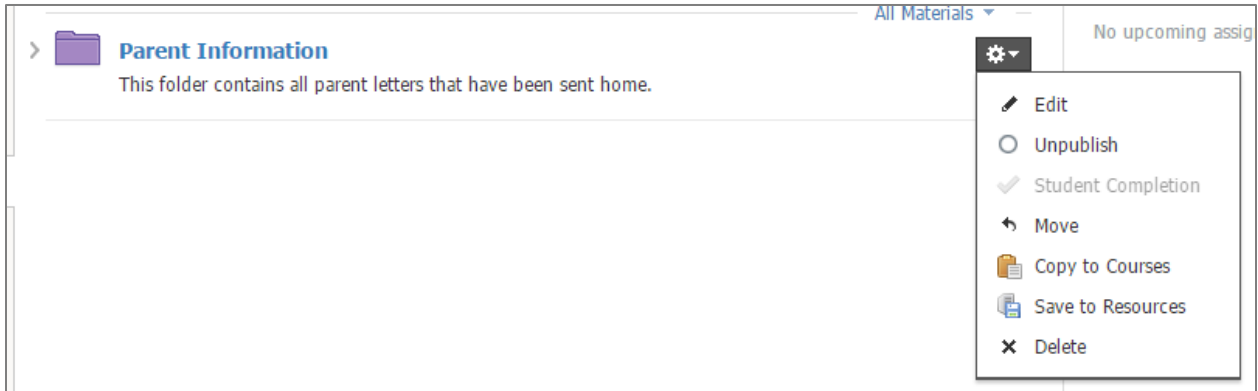 All Materials
No upcoming assig
Parent Information
This folder contains all parent letters that have been sent home.
Edit
Unpublish
Student Completion
Move
Copy to Courses
Save to Resources
Delete